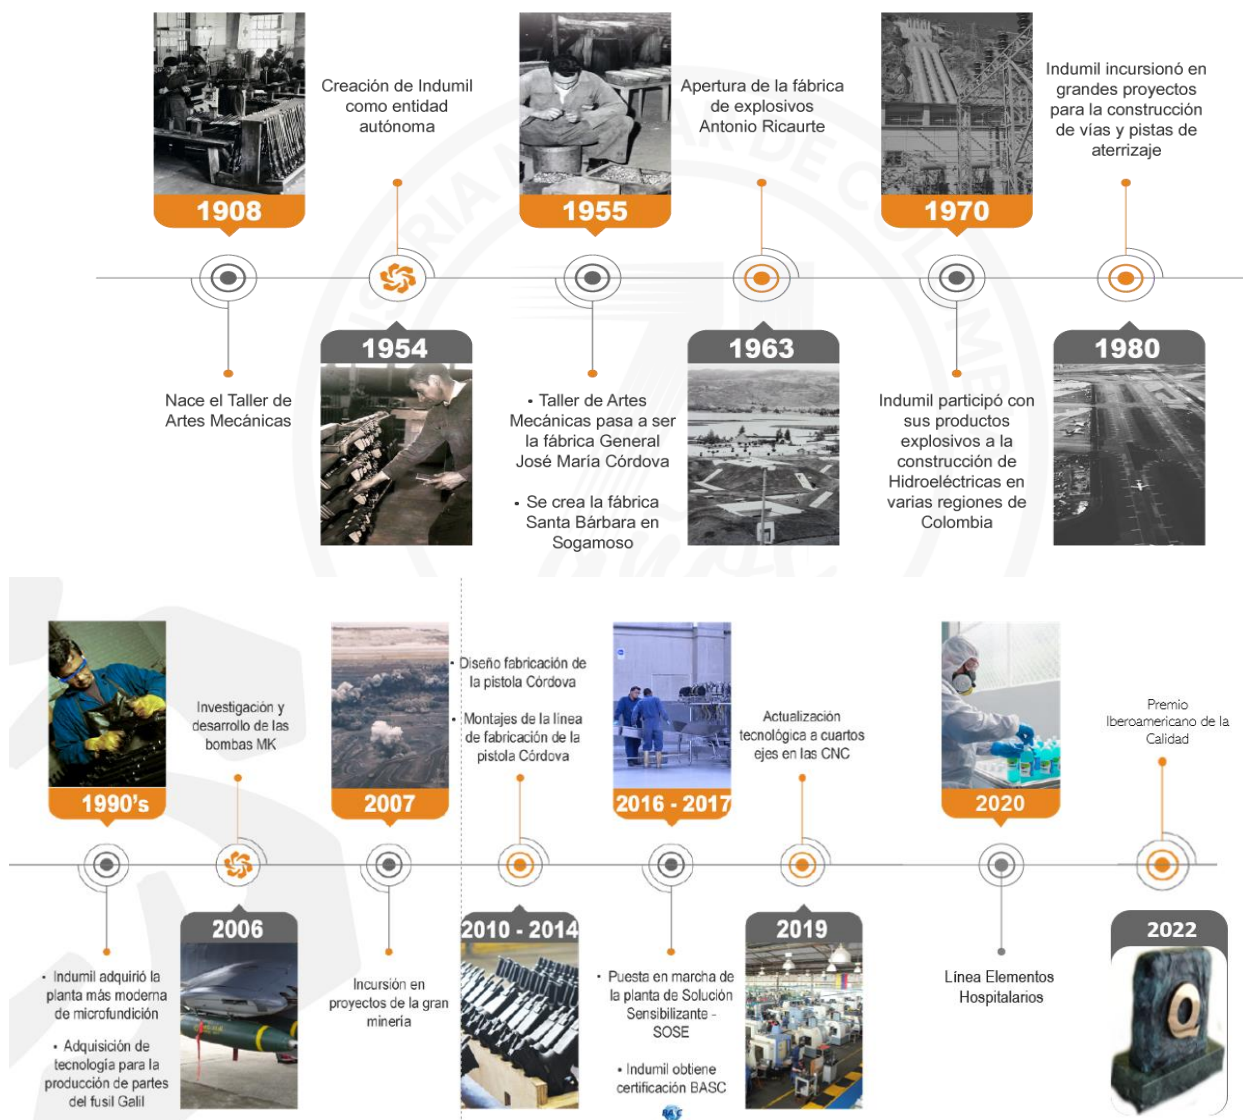 1908
Nace el Taller de
Artes Mecánicas
Creación de Indumil
como entidad
autónoma
1954
1955
• Taller de Artes
Mecánicas pasa a ser
la fábrica General
José María Córdova
• Se crea la fábrica
Santa Bárbara en
Sogamoso
Apertura de la fábrica
de explosivos
Antonio Ricaurte
1963
1970
Indumil participó con
sus productos
explosivos a la
construcción de
Hidroeléctricas en
varias regiones de
Colombia
Indumil incursionó en
grandes proyectos
para la construcción
de vías y pistas de
aterrizaje
1980
1990's
• Indumil adquirió la
planta más moderna
de microfundición
• Adquisición de
tecnología para la
producción de partes
del fusil Galil
Investigación y
desarrollo de las
bombas MK
2006
2007
Incursión en
proyectos de la gran
minería
• Diseño fabricación de
la pistola Córdova
• Montajes de la línea
de fabricación de la
pistola Córdova
2010 - 2014
2016 - 2017
• Puesta en marcha de
la planta de Solución
Sensibilizante -
SOSE
• Indumil obtiene
certificación BASC
BASC
Actualización
tecnológica a cuartos
ejes en las CNC
2019
2020
Línea Elementos
Hospitalarios
Premio
Iberoamericano de la
Calidad
2022
Q